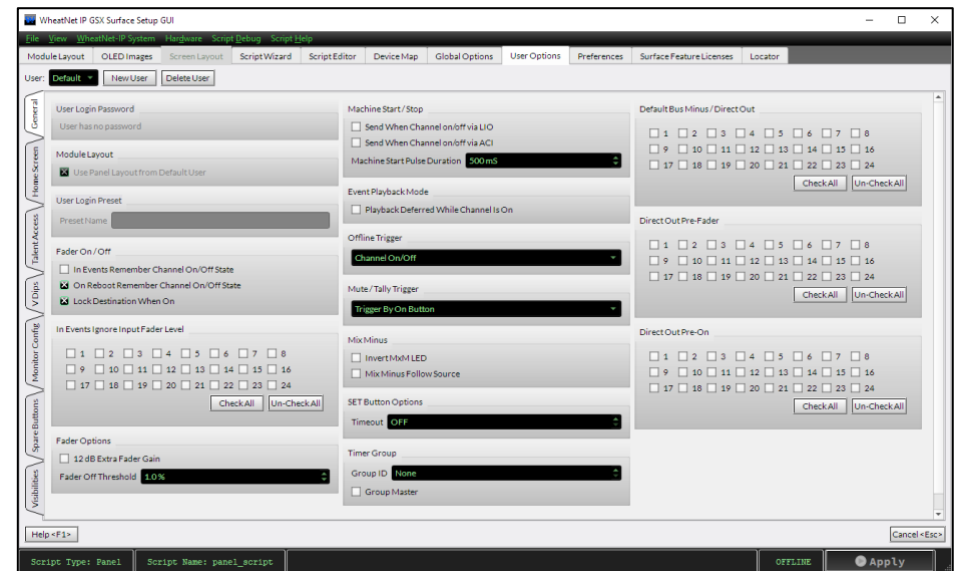 WheatNet IP GSX Surface Setup GUI
File View WheatNet-IP System Hardware Script Debug Script Help
Module Layout OLED Images Screen Layout Script Wizard Script Editor Device Map Global Options User Options Preferences Surface Feature Licenses Locator
User: Default New User Delete User
General
Home Screen
Talent Access
V Dips
Monitor Config
Spare Buttons
Visibilities
User Login Password
User has no password
Module Layout
Use Panel Layout from Default User
User Login Preset
Preset Name
Fader On / Off
In Events Remember Channel On/Off State
On Reboot Remember Channel On/Off State
Lock Destination When On
In Events Ignore Input Fader Level
1 2 3 4 5 6 7 8
9 10 11 12 13 14 15 16
17 18 19 20 21 22 23 24
Check All Un-Check All
Fader Options
12 dB Extra Fader Gain
Fader Off Threshold 1.0 %
Machine Start / Stop
Send When Channel on/off via LIO
Send When Channel on/off via ACI
Machine Start Pulse Duration 500 mS
Event Playback Mode
Playback Deferred While Channel Is On
Offline Trigger
Channel On/Off
Mute / Tally Trigger
Trigger By On Button
Mix Minus
Invert MxM LED
Mix Minus Follow Source
SET Button Options
Timeout OFF
Timer Group
Group ID None
Group Master
Default Bus Minus / Direct Out
1 2 3 4 5 6 7 8
9 10 11 12 13 14 15 16
17 18 19 20 21 22 23 24
Check All Un-Check All
Direct Out Pre-Fader
1 2 3 4 5 6 7 8
9 10 11 12 13 14 15 16
17 18 19 20 21 22 23 24
Check All Un-Check All
Direct Out Pre-On
1 2 3 4 5 6 7 8
9 10 11 12 13 14 15 16
17 18 19 20 21 22 23 24
Check All Un-Check All
Help <F1> Cancel <Esc>
Script Type: Panel Script Name: panel_script OFFLINE Apply